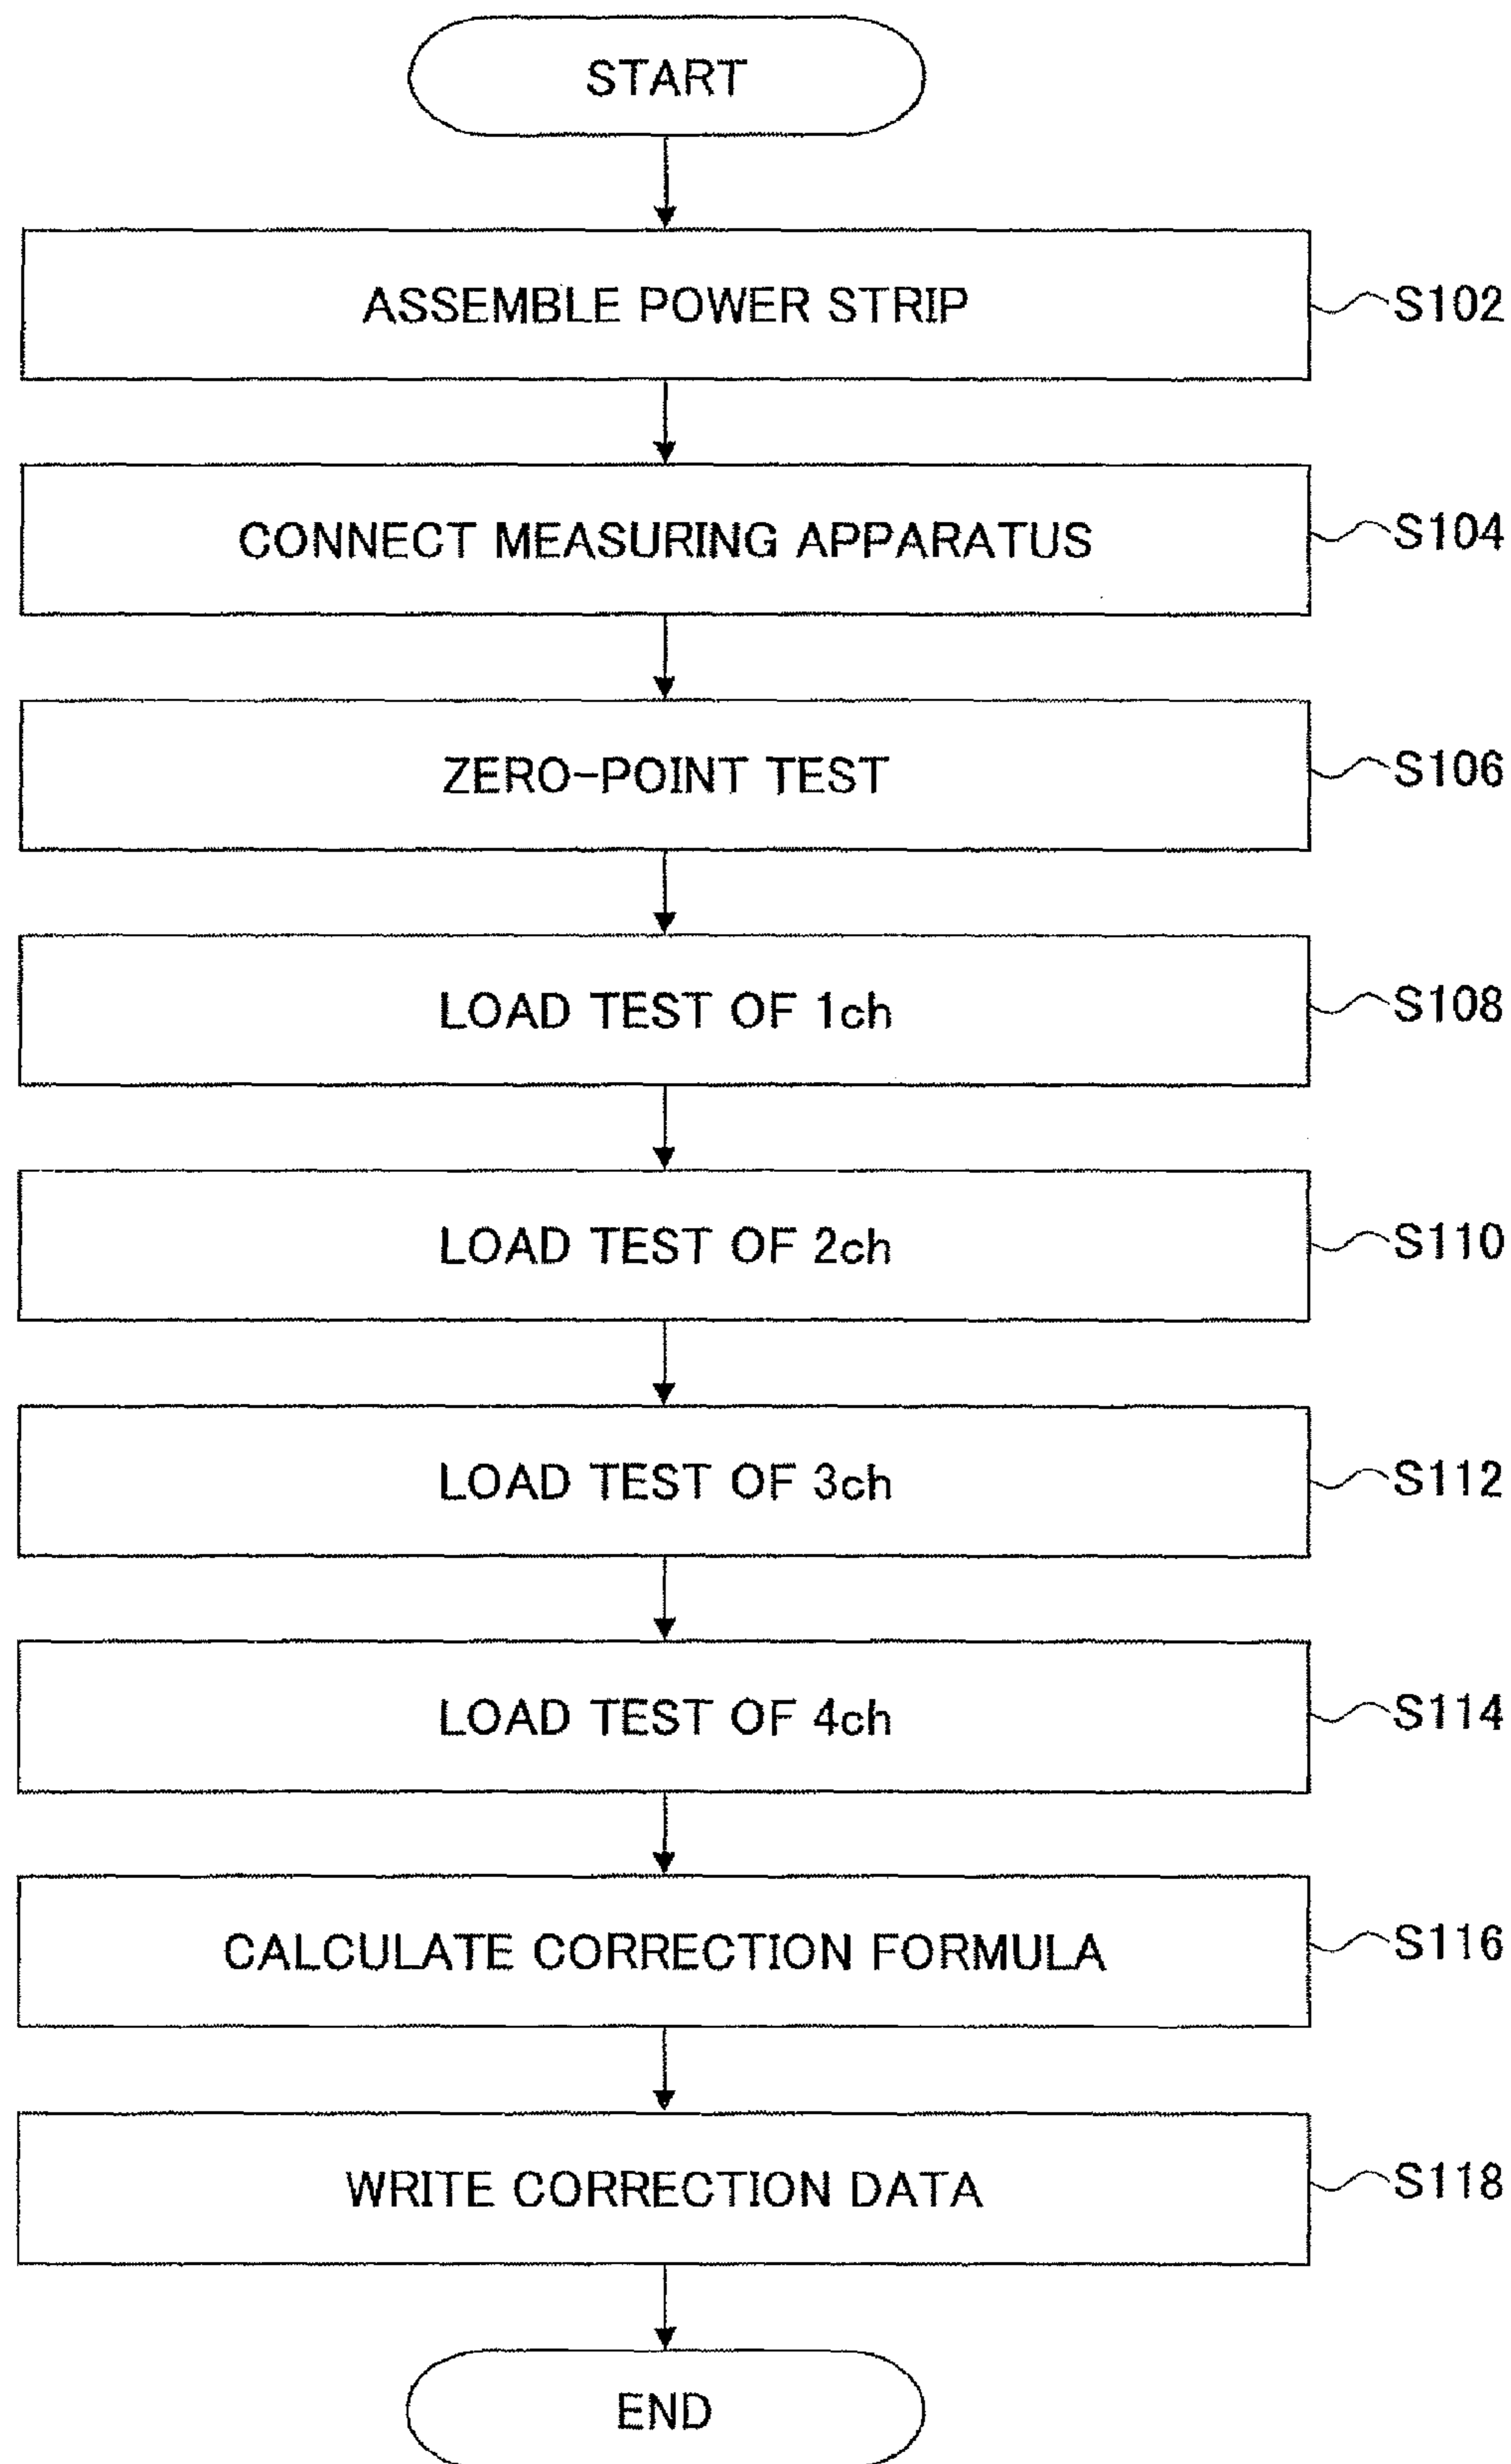 START
ASSEMBLE POWER STRIP
S102
CONNECT MEASURING APPARATUS
S104
ZERO-POINT TEST
S106
LOAD TEST OF 1ch
S108
LOAD TEST OF 2ch
S110
LOAD TEST OF 3ch
S112
LOAD TEST OF 4ch
S114
CALCULATE CORRECTION FORMULA
S116
WRITE CORRECTION DATA
S118
END